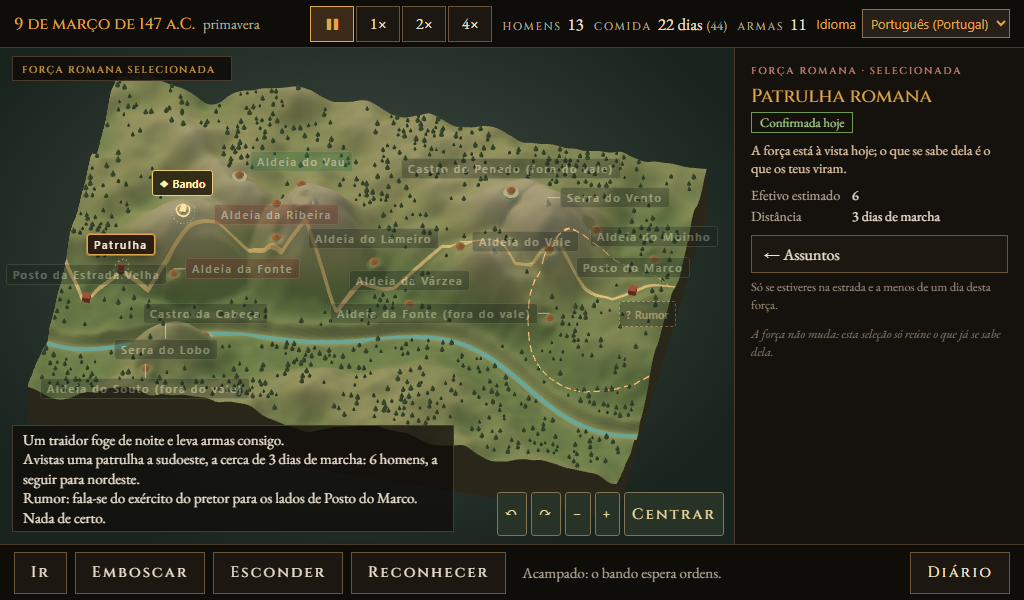 9 DE MARÇO DE 147 A.C. primavera
1× 2× 4×
HOMENS 13 COMIDA 22 dias (44) ARMAS 11
Idioma Português (Portugal)
FORÇA ROMANA SELECIONADA
Aldeia do Vau
Castro do Penedo (fora do vale)
◆ Bando
Serra do Vento
Aldeia da Ribeira
Patrulha
Aldeia do Lameiro
Aldeia do Vale
Aldeia do Moinho
Posto da Estrada Velha
Aldeia da Fonte
Posto do Marco
Aldeia da Várzea
Castro da Cabeça
Aldeia da Fonte (fora do vale)
? Rumor
Serra do Lobo
Aldeia do Souto (fora do vale)
Um traidor foge de noite e leva armas consigo.
Avistas uma patrulha a sudoeste, a cerca de 3 dias de marcha: 6 homens, a
seguir para nordeste.
Rumor: fala-se do exército do pretor para os lados de Posto do Marco.
Nada de certo.
− + CENTRAR
FORÇA ROMANA · SELECIONADA
PATRULHA ROMANA
Confirmada hoje
A força está à vista hoje; o que se sabe dela é o
que os teus viram.
Efetivo estimado 6
Distância 3 dias de marcha
← Assuntos
Só se estiveres na estrada e a menos de um dia desta
força.
A força não muda: esta seleção só reúne o que já se sabe
dela.
IR EMBOSCAR ESCONDER RECONHECER Acampado: o bando espera ordens. DIÁRIO